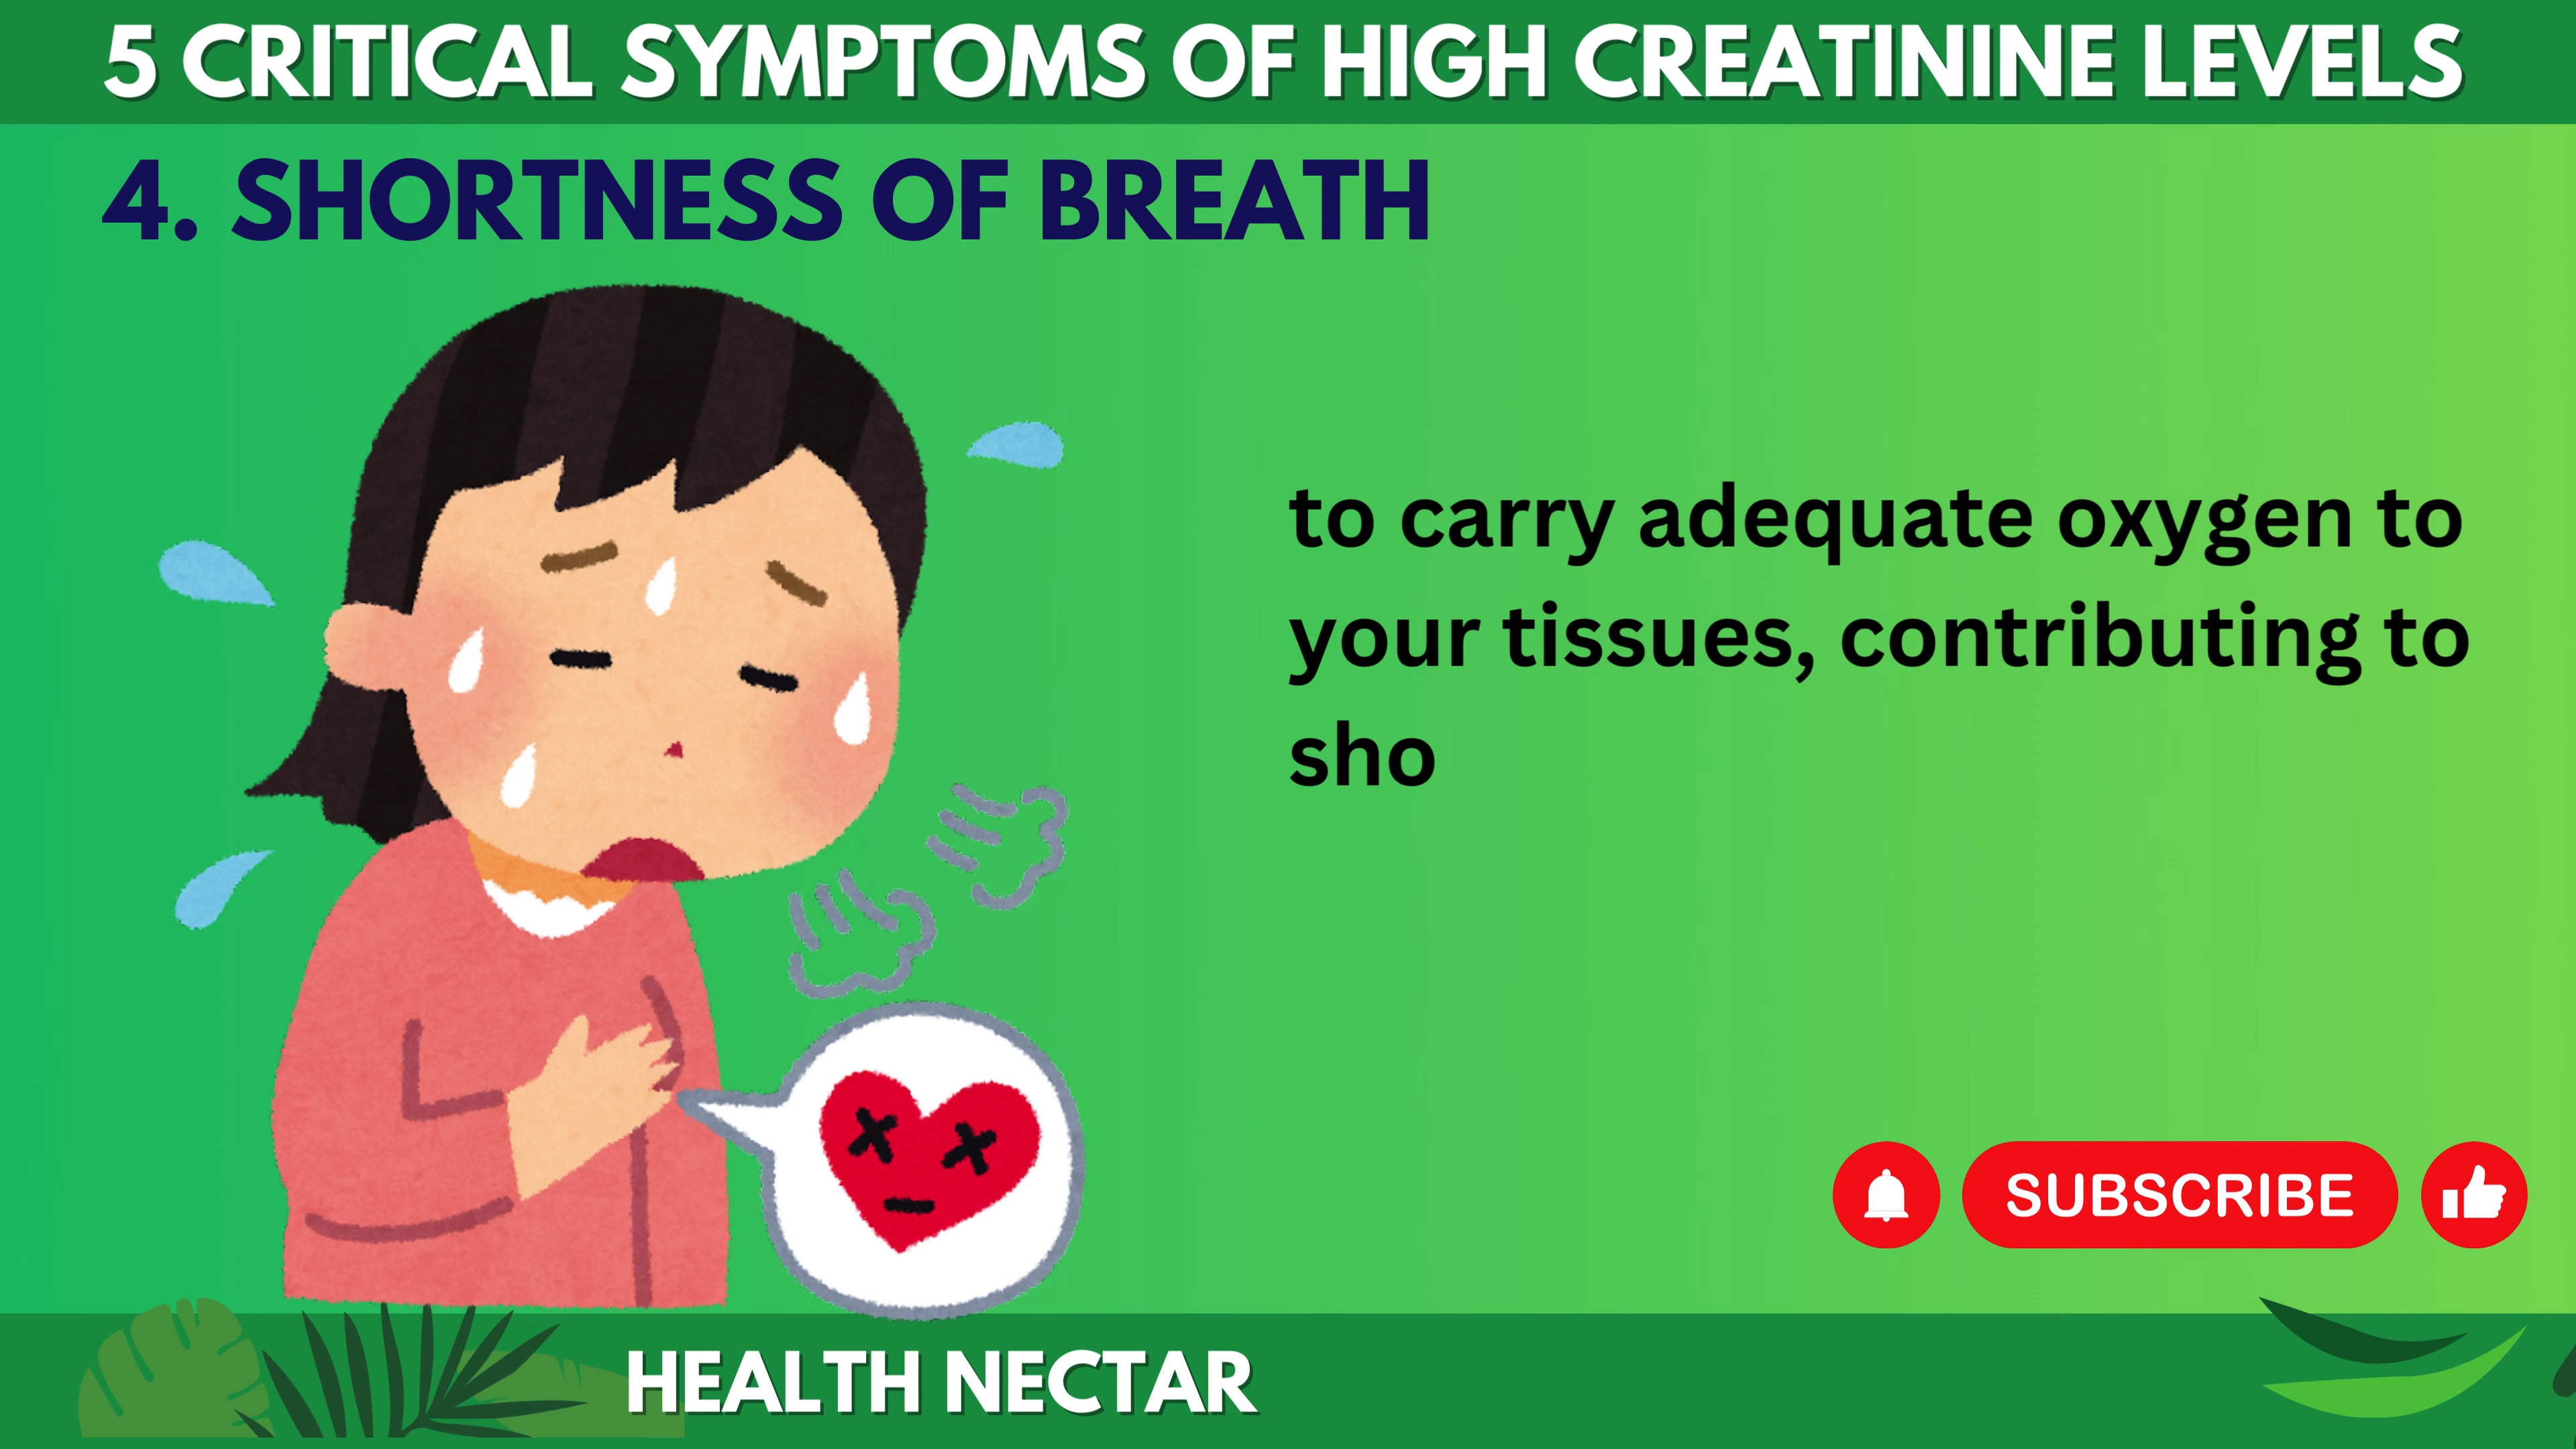 5 CRITICAL SYMPTOMS OF HIGH CREATININE LEVELS
4. SHORTNESS OF BREATH
to carry adequate oxygen to
your tissues, contributing to
sho
SUBSCRIBE
HEALTH NECTAR